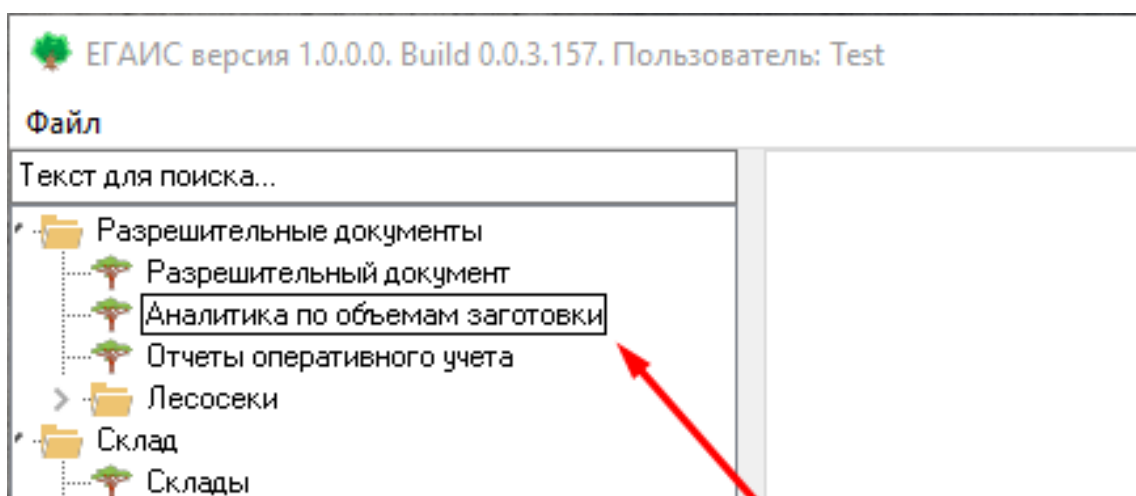 ЕГАИС версия 1.0.0.0. Build 0.0.3.157. Пользователь: Test
Файл
Текст для поиска...
Разрешительные документы
Разрешительный документ
Аналитика по объемам заготовки
Отчеты оперативного учета
Лесосеки
Склад
Склады